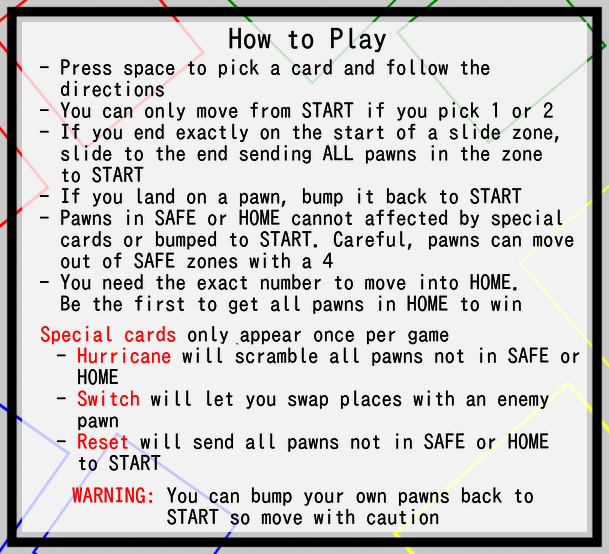 How to Play
- Press space to pick a card and follow the
directions
- You can only move from START if you pick 1 or 2
- If you end exactly on the start of a slide zone,
slide to the end sending ALL pawns in the zone
to START
- If you land on a pawn, bump it back to START
- Pawns in SAFE or HOME cannot affected by special
cards or bumped to START. Careful, pawns can move
out of SAFE zones with a 4
- You need the exact number to move into HOME.
Be the first to get all pawns in HOME to win
Special cards only appear once per game
- Hurricane will scramble all pawns not in SAFE or
HOME
- Switch will let you swap places with an enemy
pawn
- Reset will send all pawns not in SAFE or HOME
to START
WARNING: You can bump your own pawns back to
START so move with caution